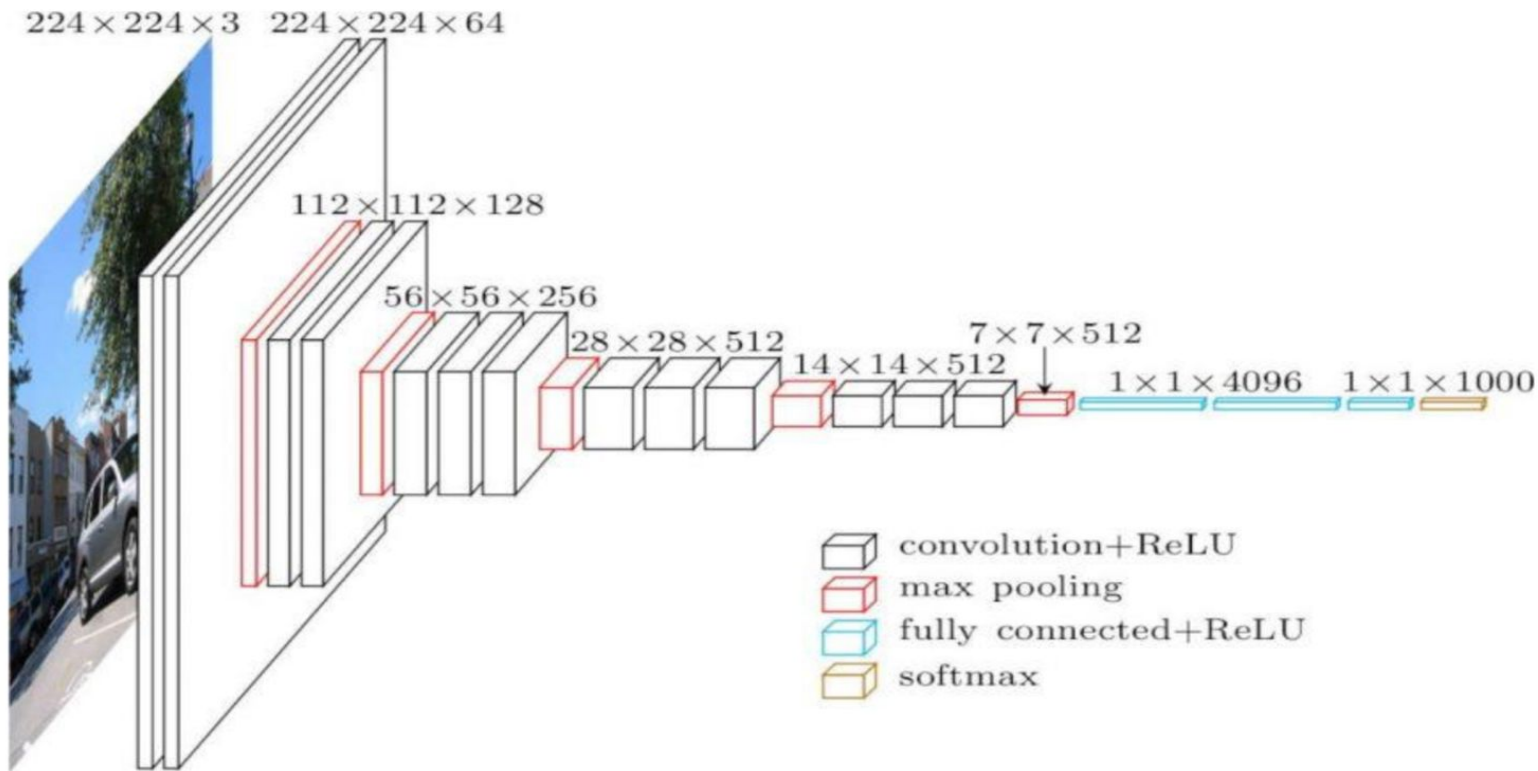 224×224×3
224×224×64
112×112×128
56×56×256
28×28×512
14×14×512
7×7×512
1×1×4096
1×1×1000
convolution+ReLU
max pooling
fully connected+ReLU
softmax